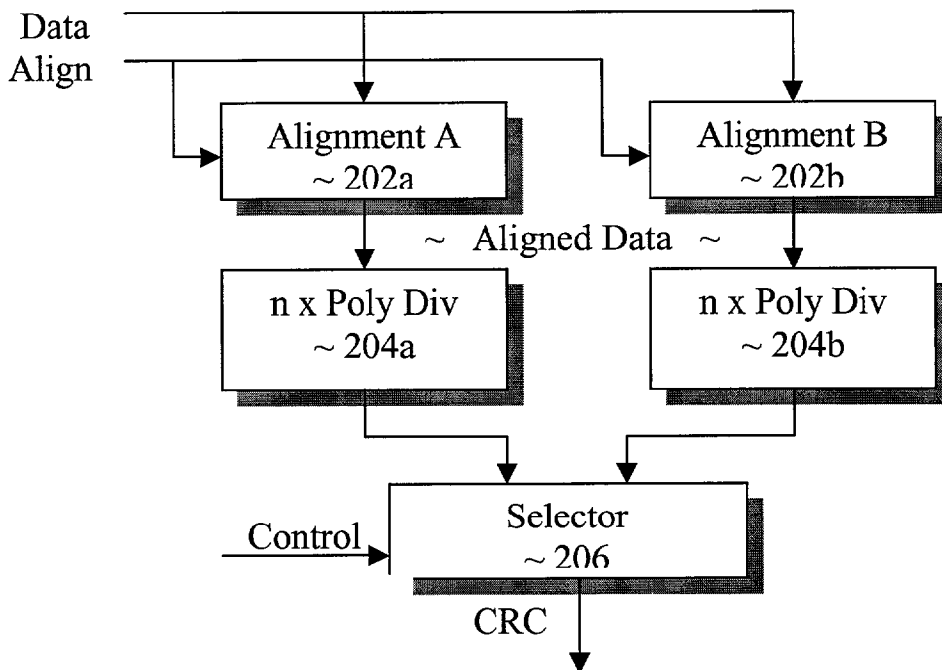 Data
Align
Alignment A
~ 202a
Alignment B
~ 202b
~ Aligned Data ~
n x Poly Div
~ 204a
n x Poly Div
~ 204b
Selector
~ 206
Control
CRC